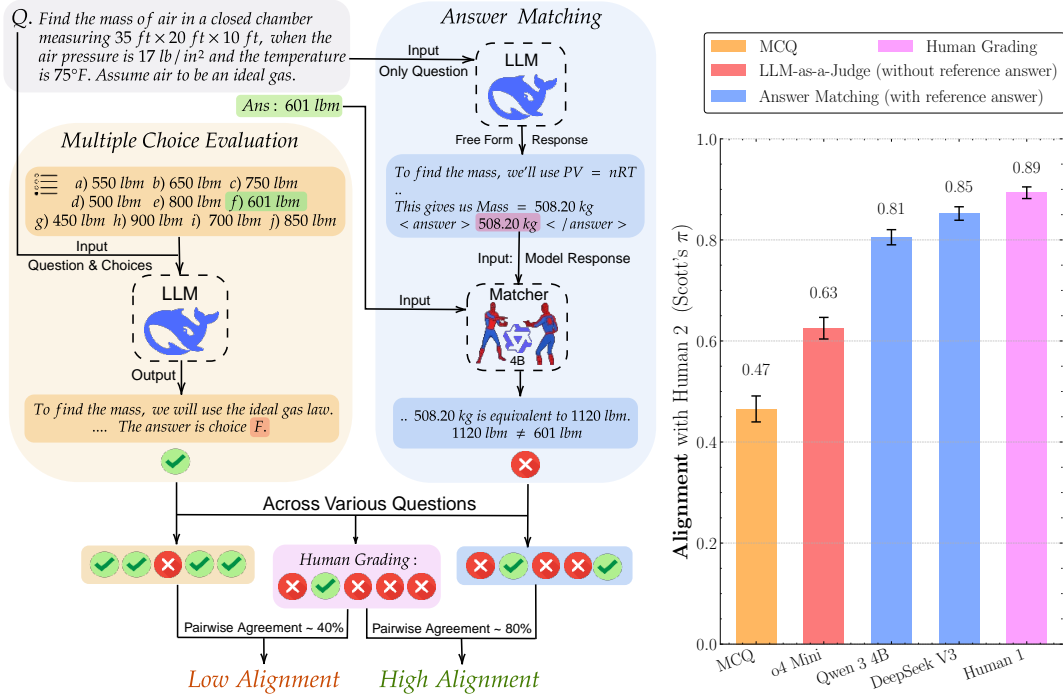 Q. Find the mass of air in a closed chamber
measuring 35 ft × 20 ft × 10 ft, when the
air pressure is 17 lb/in² and the temperature
is 75°F. Assume air to be an ideal gas.
Ans : 601 lbm
Multiple Choice Evaluation
a) 550 lbm b) 650 lbm c) 750 lbm
d) 500 lbm e) 800 lbm f) 601 lbm
g) 450 lbm h) 900 lbm i) 700 lbm j) 850 lbm
Input
Question & Choices
LLM
Output
To find the mass, we will use the ideal gas law.
.... The answer is choice F.
Answer Matching
Input
Only Question
LLM
Free Form Response
To find the mass, we'll use PV = nRT
..
This gives us Mass = 508.20 kg
< answer > 508.20 kg < /answer >
Input: Model Response
Input
Matcher
4B
.. 508.20 kg is equivalent to 1120 lbm.
1120 lbm ≠ 601 lbm
Across Various Questions
Human Grading :
Pairwise Agreement ~ 40%
Pairwise Agreement ~ 80%
Low Alignment
High Alignment
MCQ
Human Grading
LLM-as-a-Judge (without reference answer)
Answer Matching (with reference answer)
Alignment with Human 2 (Scott's π)
1.0
0.8
0.6
0.4
0.2
0.0
0.47
0.63
0.81
0.85
0.89
MCQ
o4 Mini
Qwen 3 4B
DeepSeek V3
Human 1